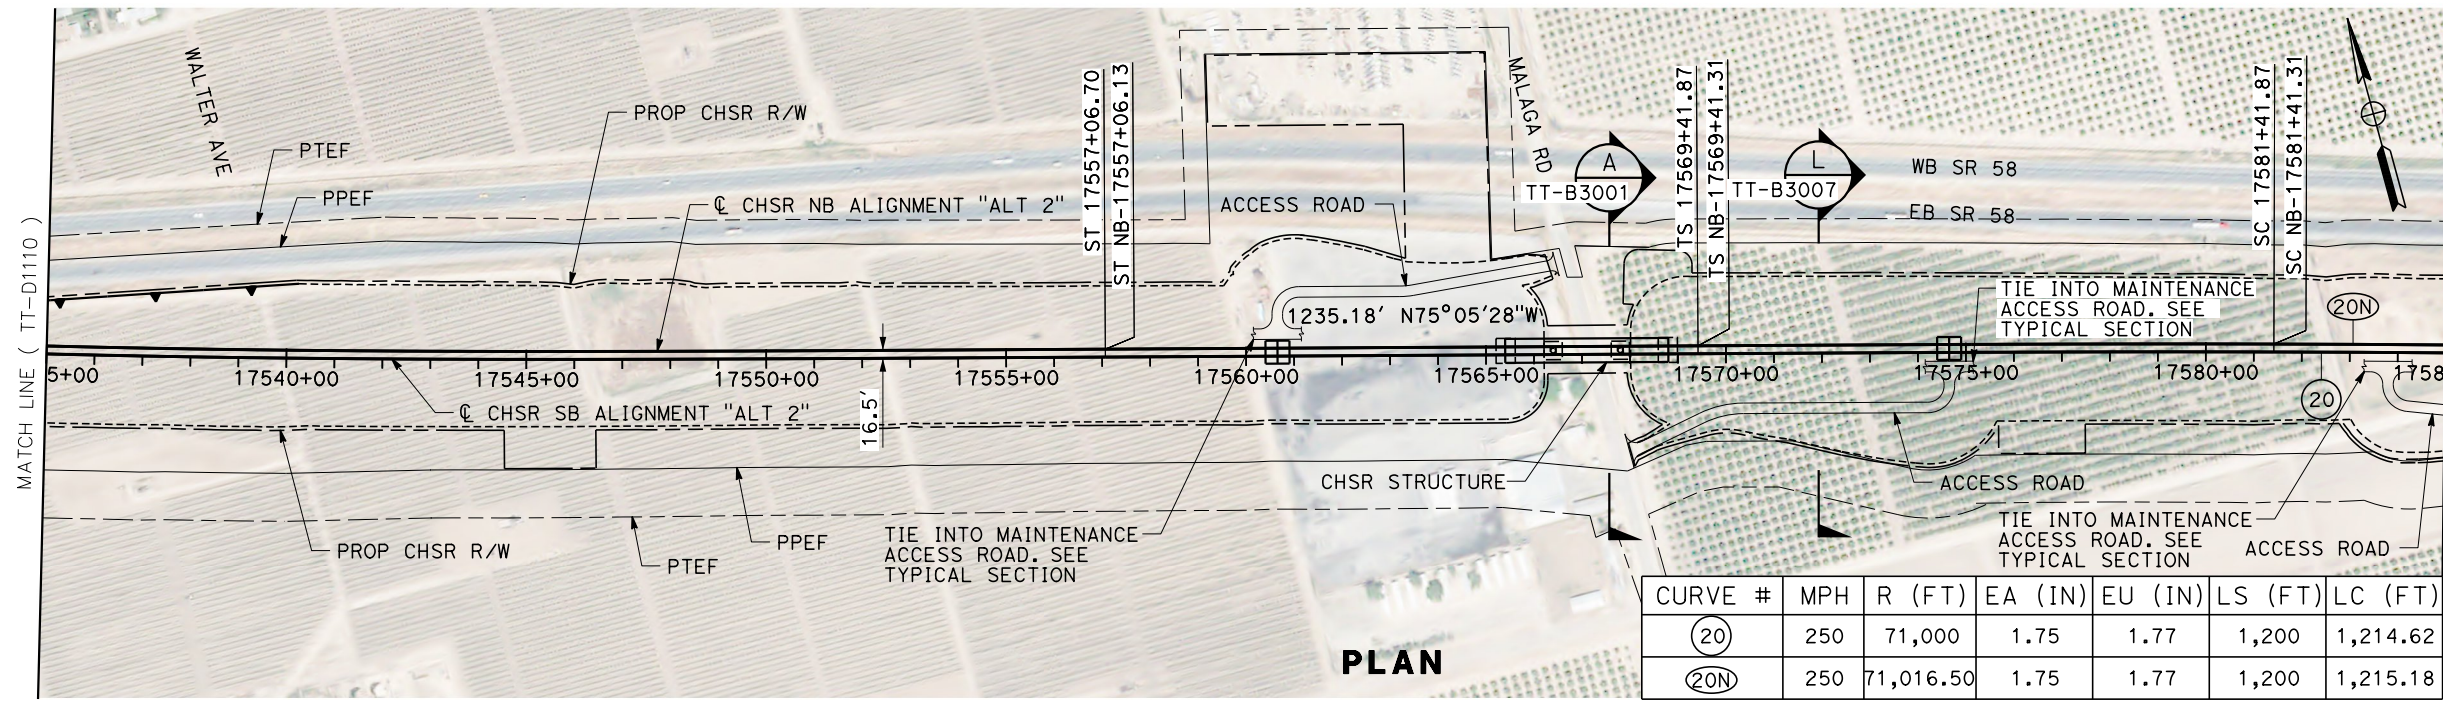 MATCH LINE ( TT-D1110 )
WALTER AVE
PTEF
PPEF
PROP CHSR R/W
℄ CHSR NB ALIGNMENT "ALT 2"
ST 17557+06.70
ST NB-17557+06.13
ACCESS ROAD
MALAGA RD
A
TT-B3001
TS 17569+41.87
TS NB-17569+41.31
L
TT-B3007
WB SR 58
EB SR 58
SC 17581+41.87
SC NB-17581+41.31
TIE INTO MAINTENANCE
ACCESS ROAD. SEE
TYPICAL SECTION
20N
1235.18' N75°05'28"W
5+00
17540+00
17545+00
17550+00
17555+00
17560+00
17565+00
17570+00
17575+00
17580+00
1758
℄ CHSR SB ALIGNMENT "ALT 2"
16.5'
20
CHSR STRUCTURE
ACCESS ROAD
PROP CHSR R/W
PTEF
PPEF
TIE INTO MAINTENANCE
ACCESS ROAD. SEE
TYPICAL SECTION
TIE INTO MAINTENANCE
ACCESS ROAD. SEE
TYPICAL SECTION
ACCESS ROAD
PLAN
CURVE # MPH R (FT) EA (IN) EU (IN) LS (FT) LC (FT)
20 250 71,000 1.75 1.77 1,200 1,214.62
20N 250 71,016.50 1.75 1.77 1,200 1,215.18